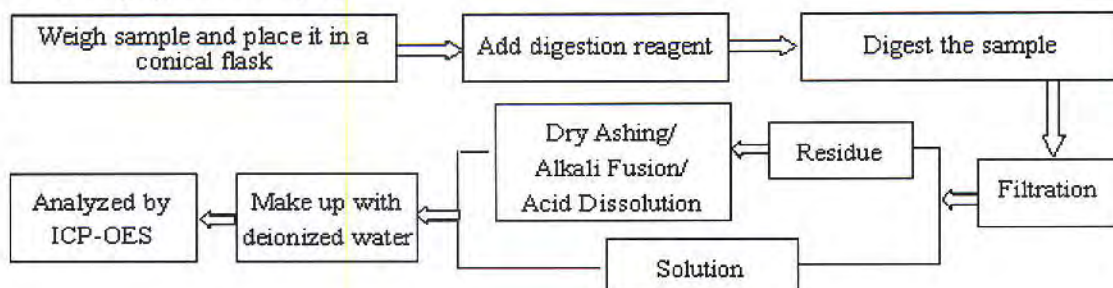 Weigh sample and place it in a
conical flask
Add digestion reagent
Digest the sample
Filtration
Residue
Dry Ashing/
Alkali Fusion/
Acid Dissolution
Solution
Make up with
deionized water
Analyzed by
ICP-OES